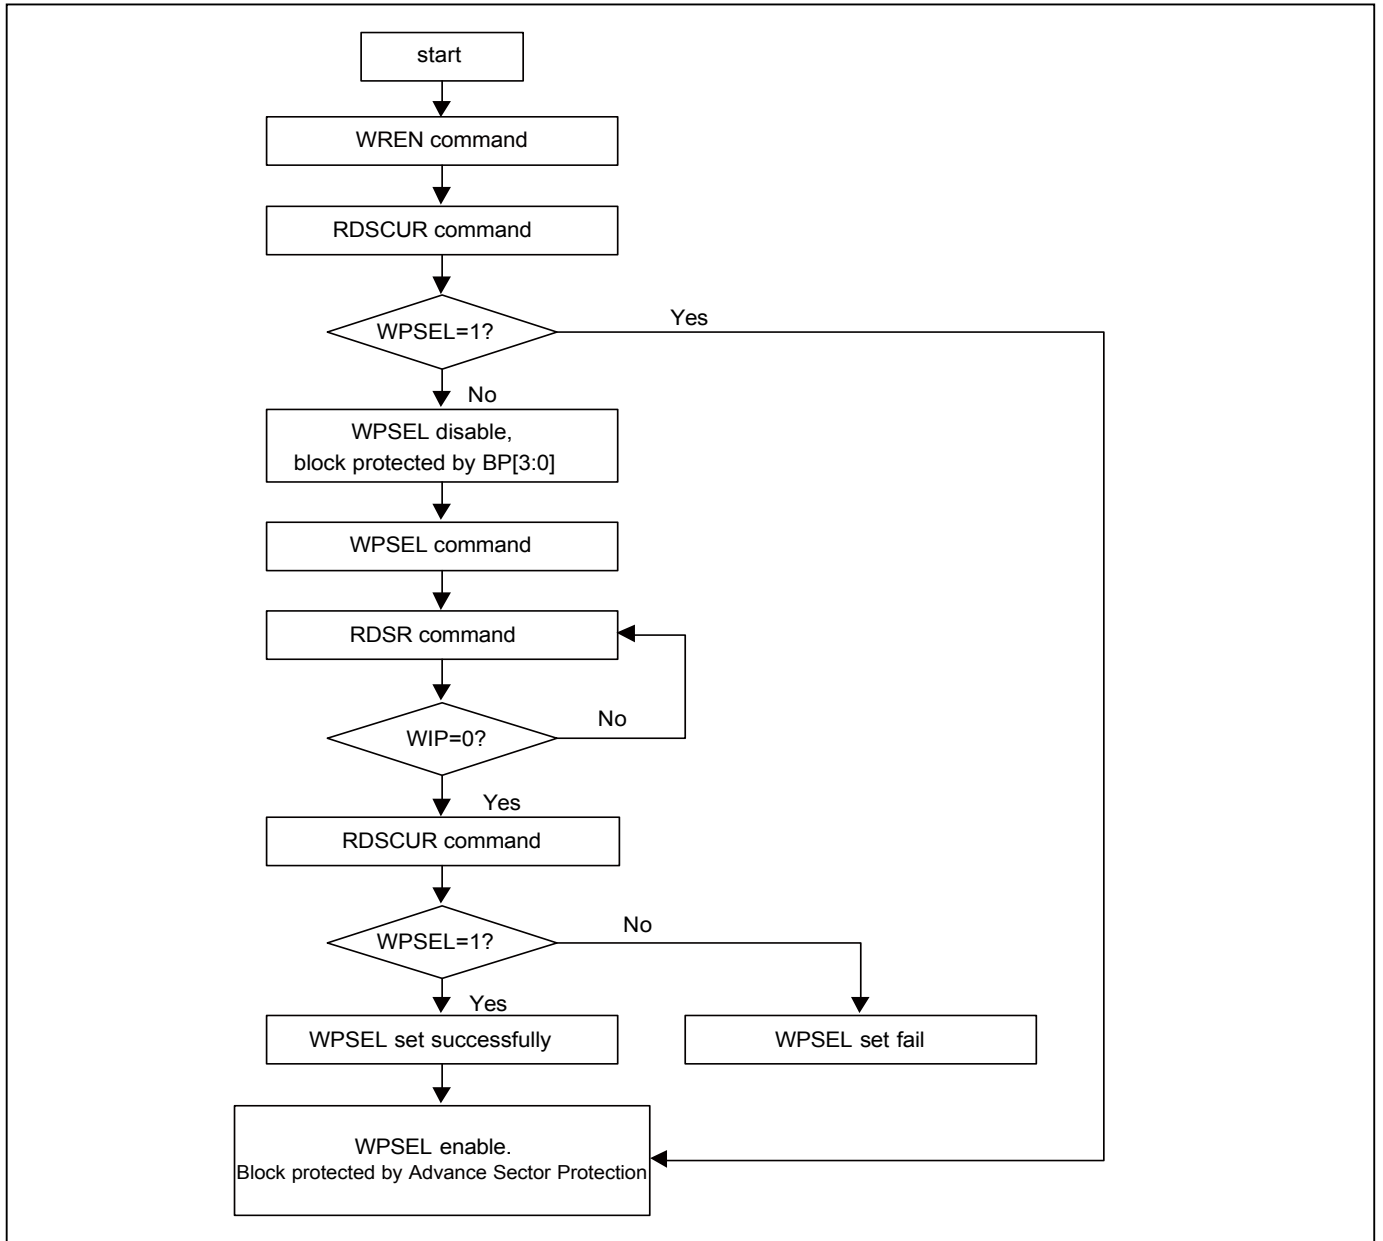 start
WREN command
RDSCUR command
WPSEL=1?
Yes
No
WPSEL disable,
block protected by BP[3:0]
WPSEL command
RDSR command
WIP=0?
No
Yes
RDSCUR command
WPSEL=1?
No
Yes
WPSEL set successfully
WPSEL set fail
WPSEL enable.
Block protected by Advance Sector Protection